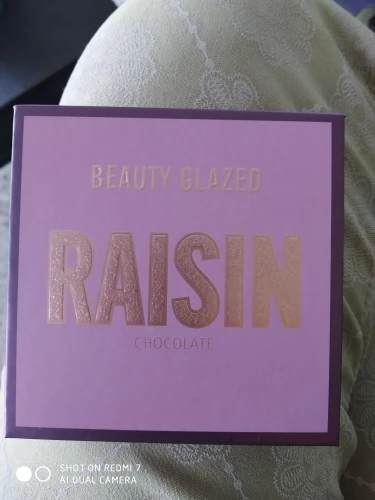 BEAUTY GLAZED
RAISIN
CHOCOLATE
SHOT ON REDMI 7
AI DUAL CAMERA